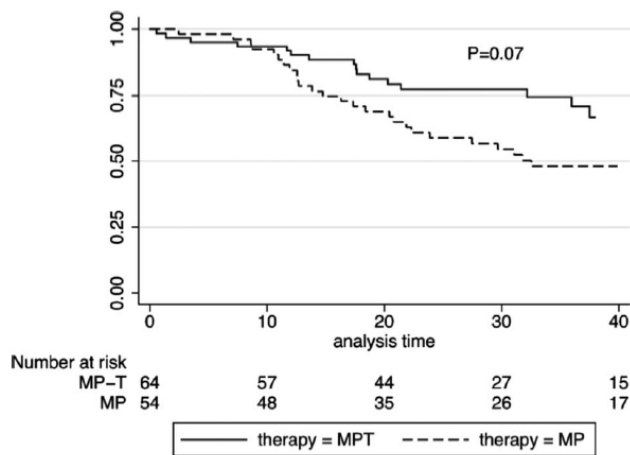 1.00
P=0.07
0.75
0.50
0.25
0.00
0 10 20 30 40
analysis time
Number at risk
MP-T 64 57 44 27 15
MP 54 48 35 26 17
therapy = MPT therapy = MP